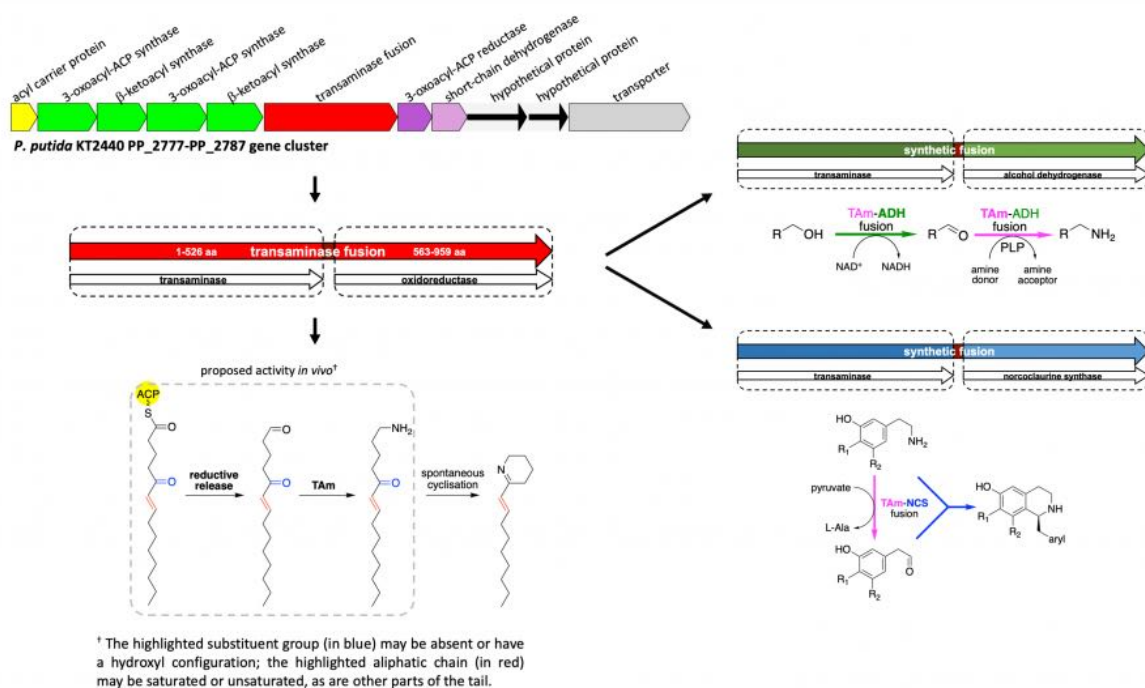 acyl carrier protein
3-oxoacyl-ACP synthase
β-ketoacyl synthase
3-oxoacyl-ACP synthase
β-ketoacyl synthase
transaminase fusion
3-oxoacyl-ACP reductase
short-chain dehydrogenase
hypothetical protein
hypothetical protein
transporter
P. putida KT2440 PP_2777-PP_2787 gene cluster
1-526 aa transaminase fusion 563-959 aa
transaminase oxidoreductase
proposed activity in vivo†
ACP
S
O
O
reductive
release
O
O
TAm
NH₂
O
spontaneous
cyclisation
N
† The highlighted substituent group (in blue) may be absent or have
a hydroxyl configuration; the highlighted aliphatic chain (in red)
may be saturated or unsaturated, as are other parts of the tail.
synthetic fusion
transaminase alcohol dehydrogenase
R OH
TAm-ADH
fusion
NAD⁺ NADH
R O
TAm-ADH
fusion
PLP
amine
donor
amine
acceptor
R NH₂
synthetic fusion
transaminase norcoclaurine synthase
HO
R₁
R₂
NH₂
pyruvate
L-Ala
TAm-NCS
fusion
HO
R₁
R₂
O
HO
R₁
R₂
NH
aryl